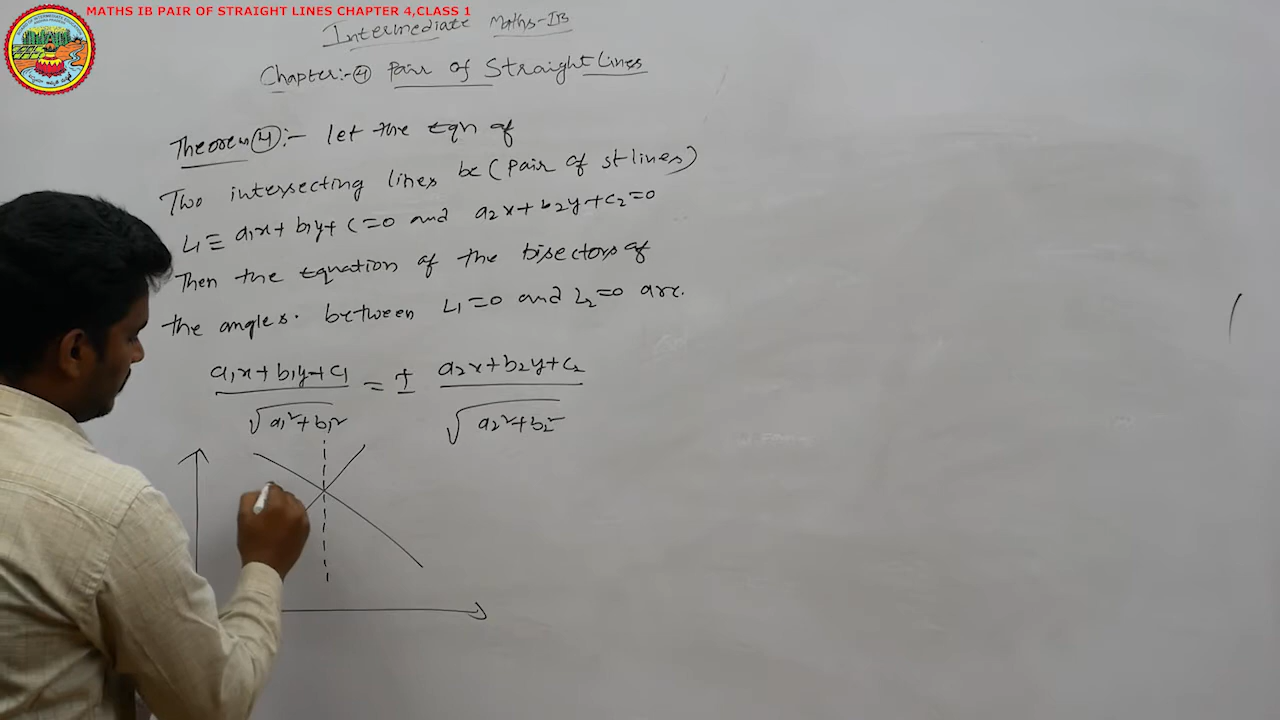 MATHS IB PAIR OF STRAIGHT LINES CHAPTER 4,CLASS 1
Intermediate Maths-IB
Chapter:-④ Pair of Straight Lines
Theorem ④:- let the Eqn of
Two intersecting lines be (Pair of st lines)
L₁ ≡ a₁x + b₁y + c = 0 and a₂x + b₂y + c₂ = 0
Then the Equation of the bisectors of
the angles. between L₁ = 0 and L₂ = 0 are.
a₁x + b₁y + c₁ = ± a₂x + b₂y + c₂
√a₁² + b₁² √a₂² + b₂²